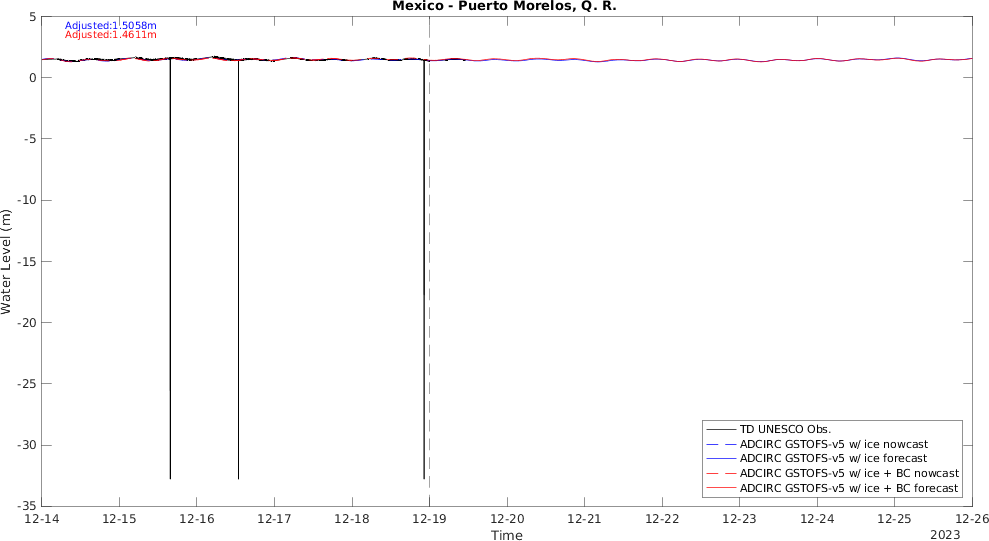 Mexico - Puerto Morelos, Q. R.
Adjusted:1.5058m
Adjusted:1.4611m
5
0
-5
-10
-15
-20
-25
-30
-35
Water Level (m)
12-14 12-15 12-16 12-17 12-18 12-19 12-20 12-21 12-22 12-23 12-24 12-25 12-26
Time
2023
TD UNESCO Obs.
ADCIRC GSTOFS-v5 w/ ice nowcast
ADCIRC GSTOFS-v5 w/ ice forecast
ADCIRC GSTOFS-v5 w/ ice + BC nowcast
ADCIRC GSTOFS-v5 w/ ice + BC forecast